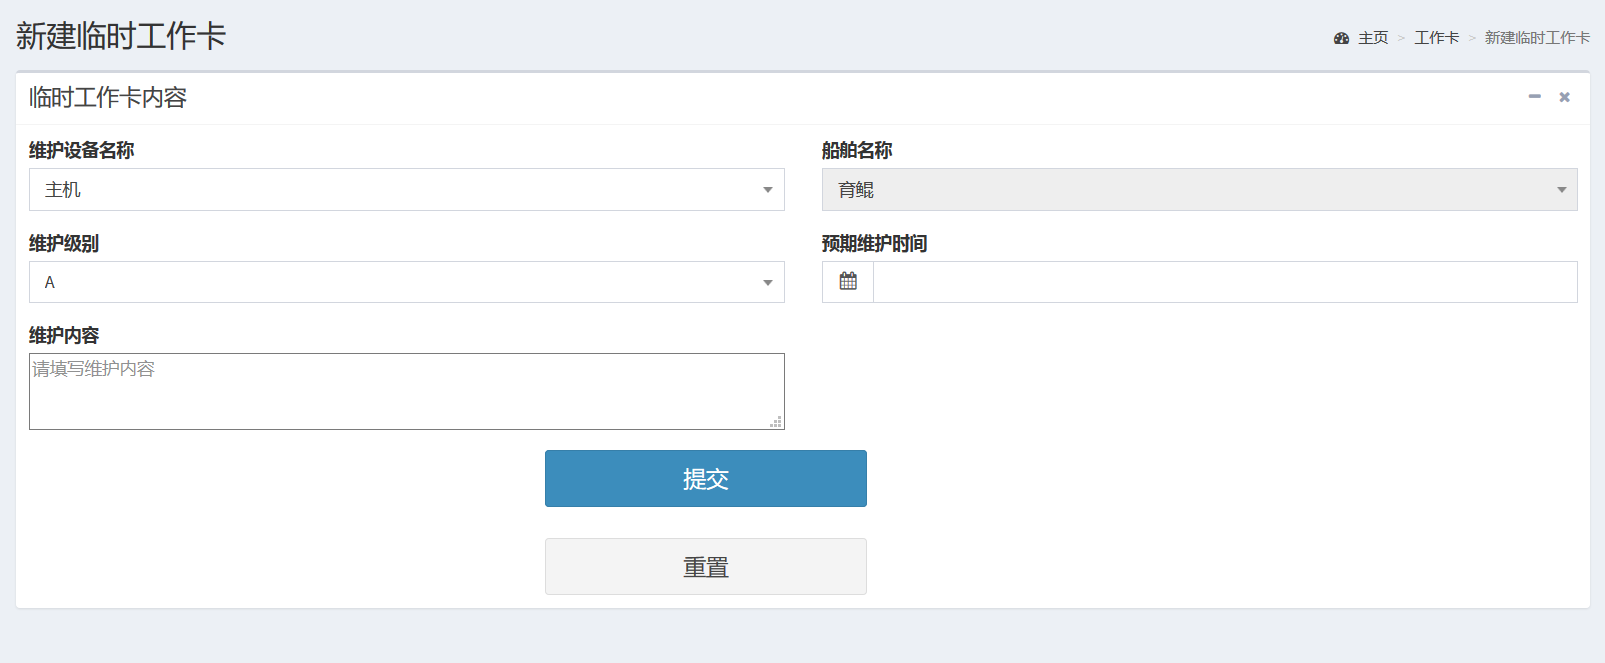 新建临时工作卡
主页 > 工作卡 > 新建临时工作卡
临时工作卡内容
维护设备名称
主机
船舶名称
育鲲
维护级别
A
预期维护时间
维护内容
请填写维护内容
提交
重置